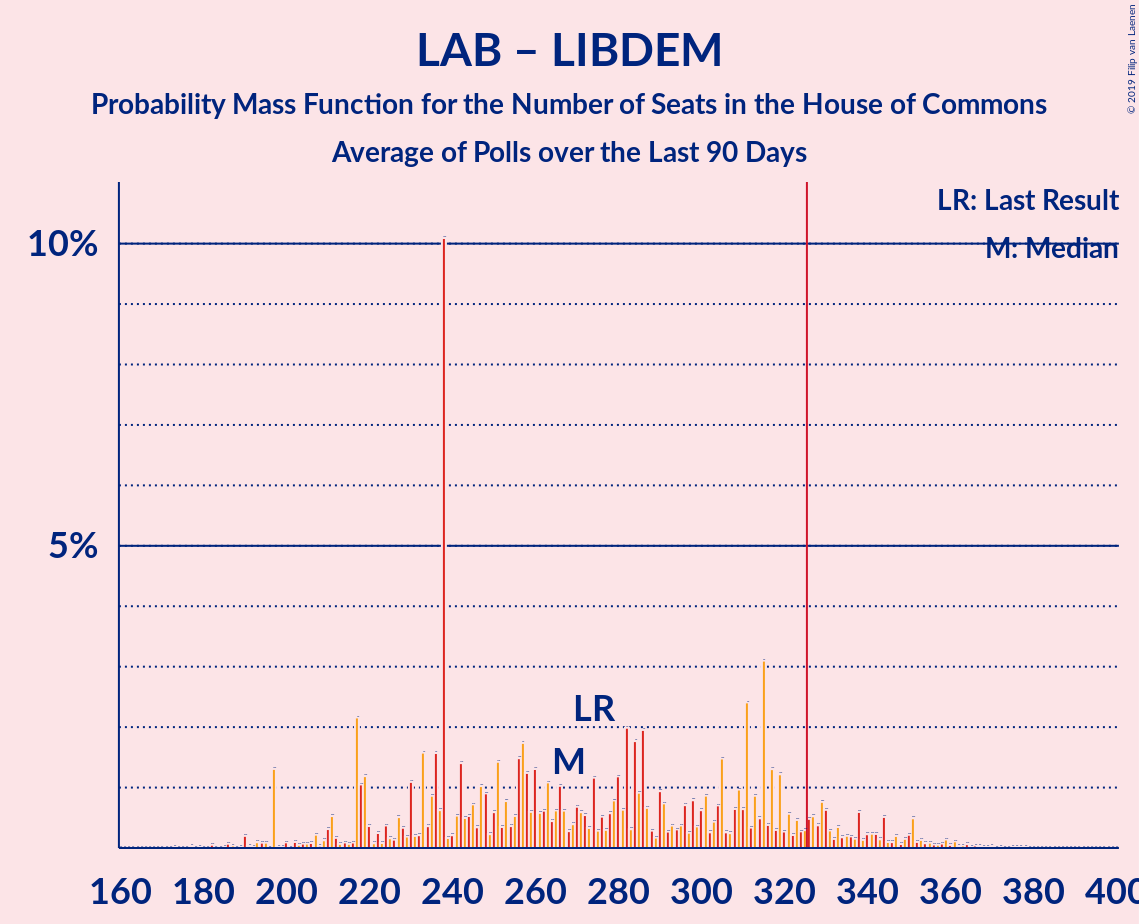 LAB – LIBDEM
Probability Mass Function for the Number of Seats in the House of Commons
Average of Polls over the Last 90 Days
© 2019 Filip van Laenen
LR: Last Result
M: Median
10%
5%
LR
M
160 180 200 220 240 260 280 300 320 340 360 380 400